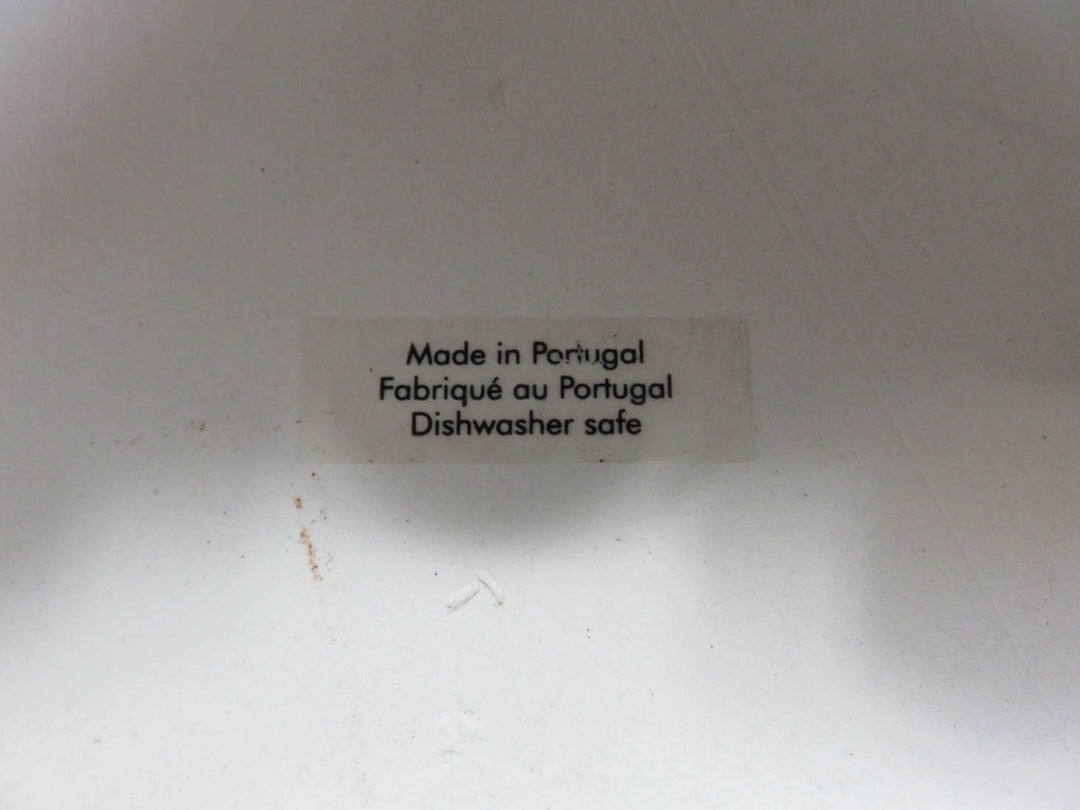 Made in Portugal
Fabriqué au Portugal
Dishwasher safe